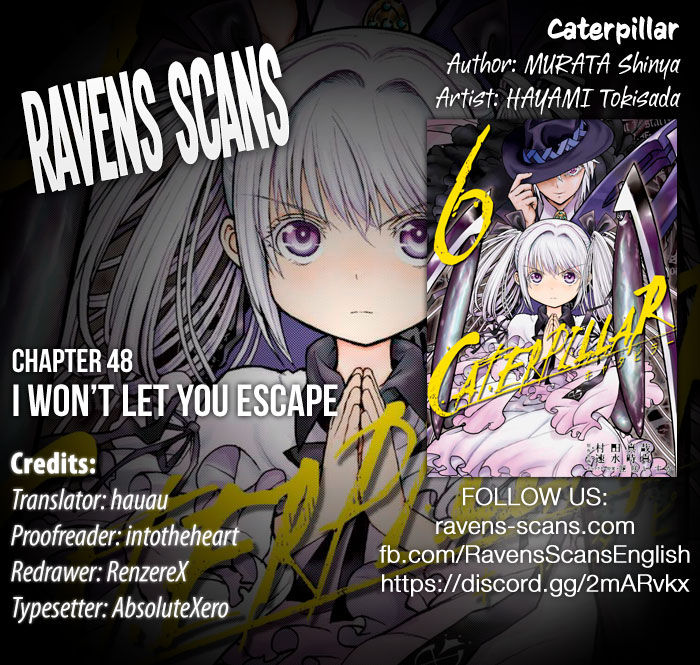 Caterpillar
Author: MURATA Shinya
Artist: HAYAMI Tokisada
RAVENS SCANS
6
CATERPILLAR
CHAPTER 48
I WON'T LET YOU ESCAPE
Credits:
Translator: hauau
Proofreader: intotheheart
Redrawer: RenzereX
Typesetter: AbsoluteXero
FOLLOW US:
ravens-scans.com
fb.com/RavensScansEnglish
https://discord.gg/2mARvkx